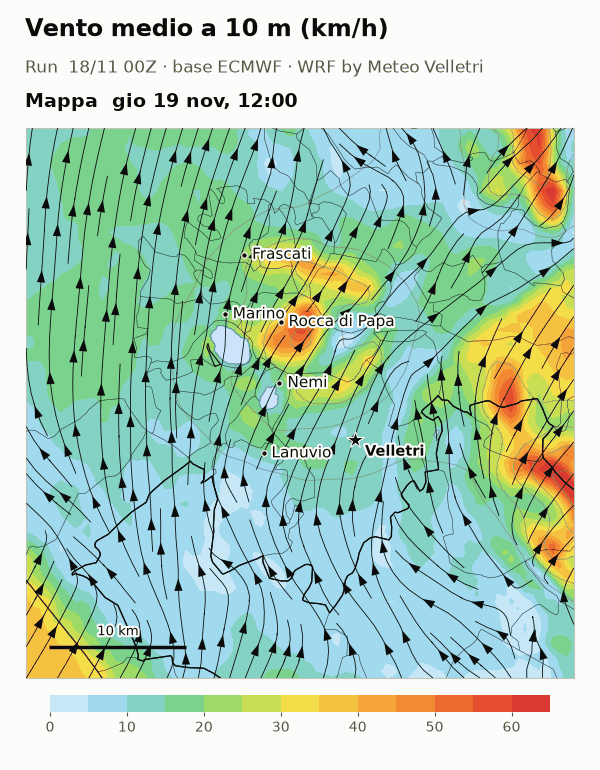 Vento medio a 10 m (km/h)
Run  18/11 00Z · base ECMWF · WRF by Meteo Velletri
Mappa  gio 19 nov, 12:00
Frascati
Marino
Rocca di Papa
Nemi
Velletri
Lanuvio
10 km
0 10 20 30 40 50 60